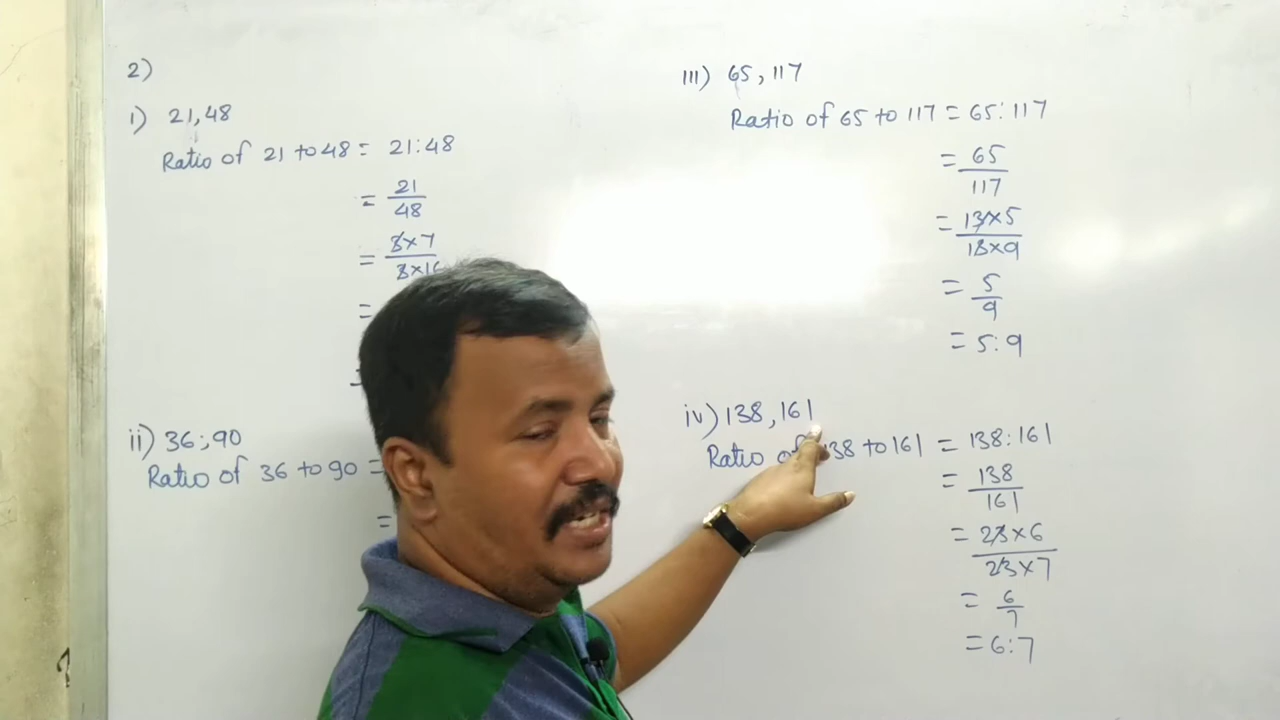 2)
i) 21,48
Ratio of 21 to 48 = 21:48
= 21
48
= 3×7
3×16
=
ii) 36,90
Ratio of 36 to 90 =
=
III) 65, 117
Ratio of 65 to 117 = 65:117
= 65
117
= 13×5
13×9
= 5
9
= 5:9
iv) 138, 161
Ratio of 138 to 161 = 138:161
= 138
161
= 23×6
23×7
= 6
7
= 6:7